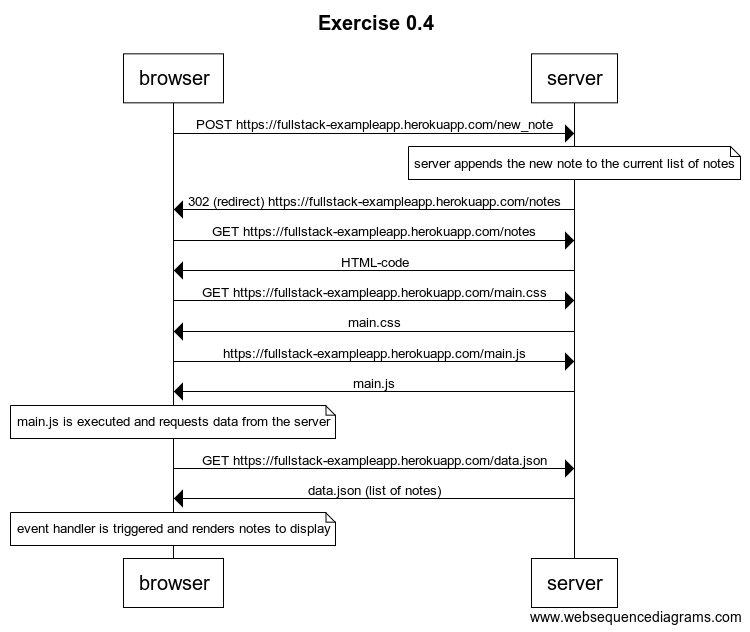 Exercise 0.4
browser
server
POST https://fullstack-exampleapp.herokuapp.com/new_note
server appends the new note to the current list of notes
302 (redirect) https://fullstack-exampleapp.herokuapp.com/notes
GET https://fullstack-exampleapp.herokuapp.com/notes
HTML-code
GET https://fullstack-exampleapp.herokuapp.com/main.css
main.css
https://fullstack-exampleapp.herokuapp.com/main.js
main.js
main.js is executed and requests data from the server
GET https://fullstack-exampleapp.herokuapp.com/data.json
data.json (list of notes)
event handler is triggered and renders notes to display
browser
server
www.websequencediagrams.com